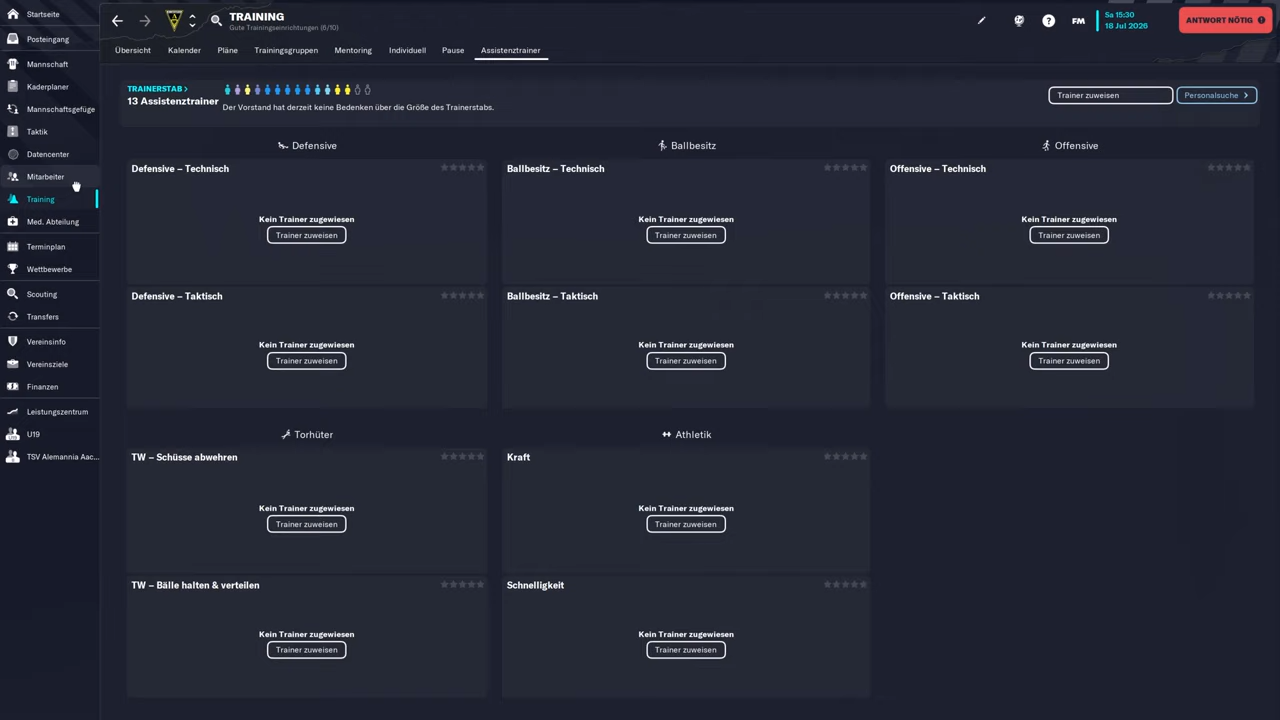 Startseite
Posteingang
Mannschaft
Kaderplaner
Mannschaftsgefüge
Taktik
Datencenter
Mitarbeiter
Training
Med. Abteilung
Terminplan
Wettbewerbe
Scouting
Transfers
Vereinsinfo
Vereinsziele
Finanzen
Leistungszentrum
U19
TSV Alemannia Aac...
TRAINING
Gute Trainingseinrichtungen (6/10)
FM
Sa 15:30
18 Jul 2026
ANTWORT NÖTIG
Übersicht
Kalender
Pläne
Trainingsgruppen
Mentoring
Individuell
Pause
Assistenztrainer
TRAINERSTAB >
13 Assistenztrainer
Der Vorstand hat derzeit keine Bedenken über die Größe des Trainerstabs.
Trainer zuweisen
Personalsuche >
Defensive
Ballbesitz
Offensive
Defensive – Technisch
Kein Trainer zugewiesen
Trainer zuweisen
Ballbesitz – Technisch
Kein Trainer zugewiesen
Trainer zuweisen
Offensive – Technisch
Kein Trainer zugewiesen
Trainer zuweisen
Defensive – Taktisch
Kein Trainer zugewiesen
Trainer zuweisen
Ballbesitz – Taktisch
Kein Trainer zugewiesen
Trainer zuweisen
Offensive – Taktisch
Kein Trainer zugewiesen
Trainer zuweisen
Torhüter
Athletik
TW – Schüsse abwehren
Kein Trainer zugewiesen
Trainer zuweisen
Kraft
Kein Trainer zugewiesen
Trainer zuweisen
TW – Bälle halten & verteilen
Kein Trainer zugewiesen
Trainer zuweisen
Schnelligkeit
Kein Trainer zugewiesen
Trainer zuweisen